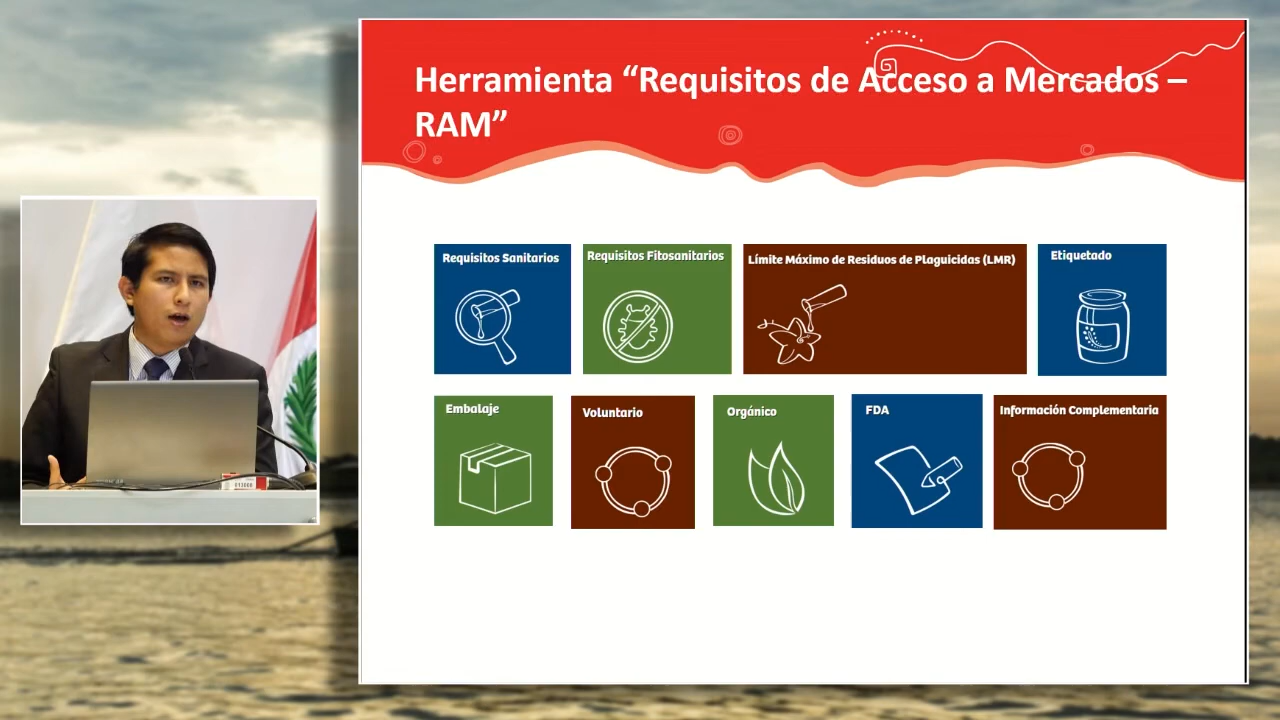 Herramienta “Requisitos de Acceso a Mercados –
RAM”
Requisitos Sanitarios
Requisitos Fitosanitarios
Límite Máximo de Residuos de Plaguicidas (LMR)
Etiquetado
Embalaje
Voluntario
Orgánico
FDA
Información Complementaria